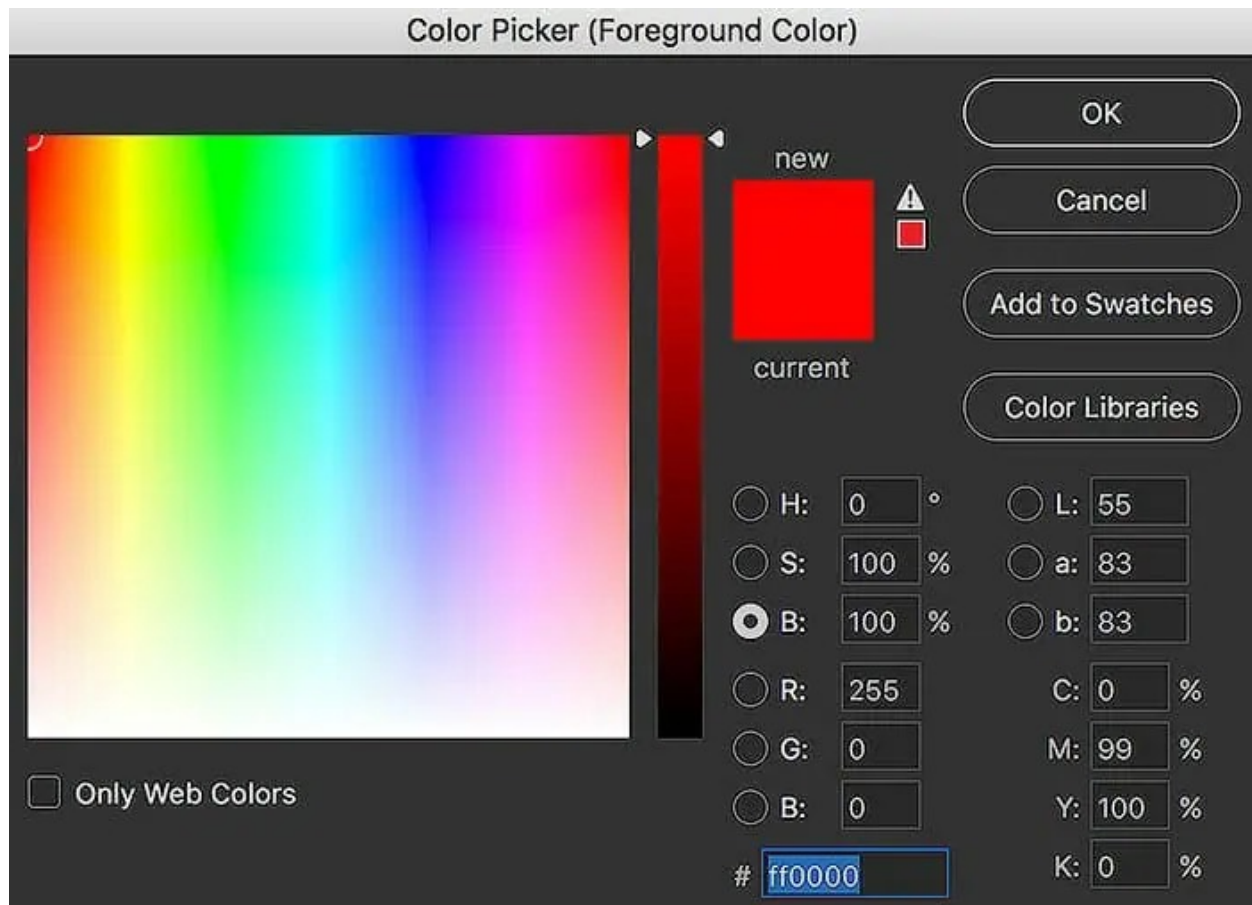 Color Picker (Foreground Color)
new
current
OK
Cancel
Add to Swatches
Color Libraries
H: 0 °
S: 100 %
B: 100 %
R: 255
G: 0
B: 0
# ff0000
L: 55
a: 83
b: 83
C: 0 %
M: 99 %
Y: 100 %
K: 0 %
Only Web Colors